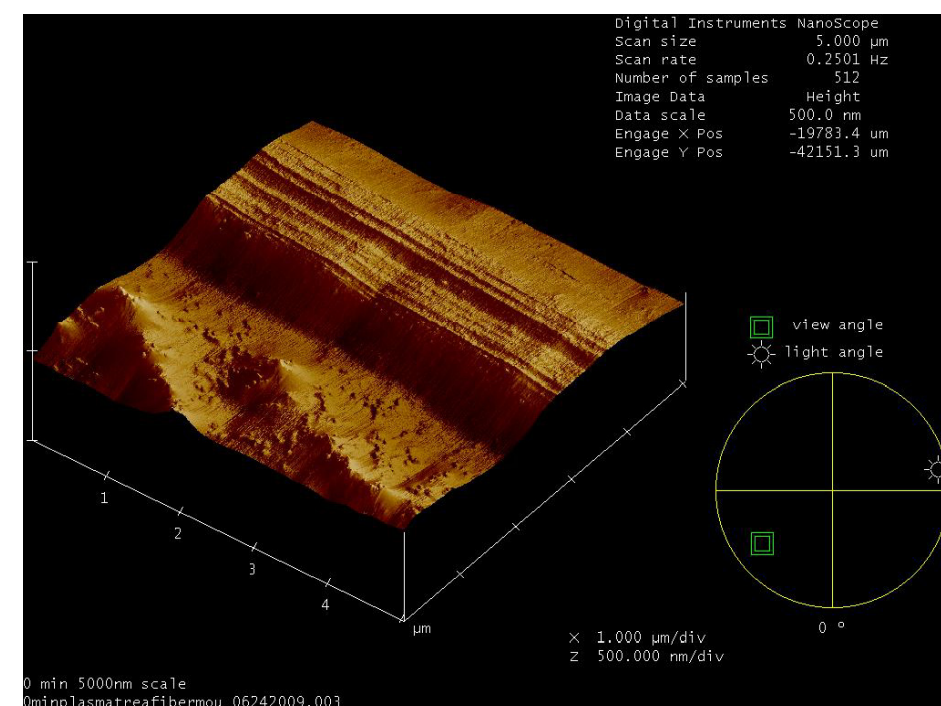 Digital Instruments NanoScope
Scan size 5.000 µm
Scan rate 0.2501 Hz
Number of samples 512
Image Data Height
Data scale 500.0 nm
Engage X Pos -19783.4 um
Engage Y Pos -42151.3 um
view angle
light angle
1
2
3
4
µm
0 °
X 1.000 µm/div
Z 500.000 nm/div
0 min 5000nm scale
0minplasmatreafibermou 06242009.003